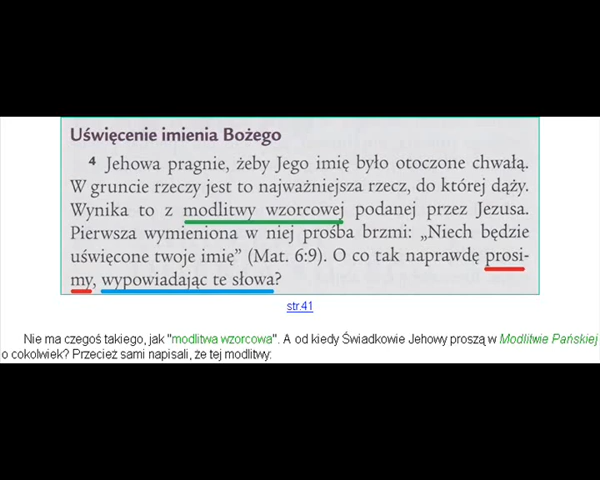 Uświęcenie imienia Bożego
4 Jehowa pragnie, żeby Jego imię było otoczone chwałą.
W gruncie rzeczy jest to najważniejsza rzecz, do której dąży.
Wynika to z modlitwy wzorcowej podanej przez Jezusa.
Pierwsza wymieniona w niej prośba brzmi: „Niech będzie
uświęcone twoje imię” (Mat. 6:9). O co tak naprawdę prosi-
my, wypowiadając te słowa?
str.41
Nie ma czegoś takiego, jak "modlitwa wzorcowa". A od kiedy Świadkowie Jehowy proszą w Modlitwie Pańskiej
o cokolwiek? Przecież sami napisali, że tej modlitwy: